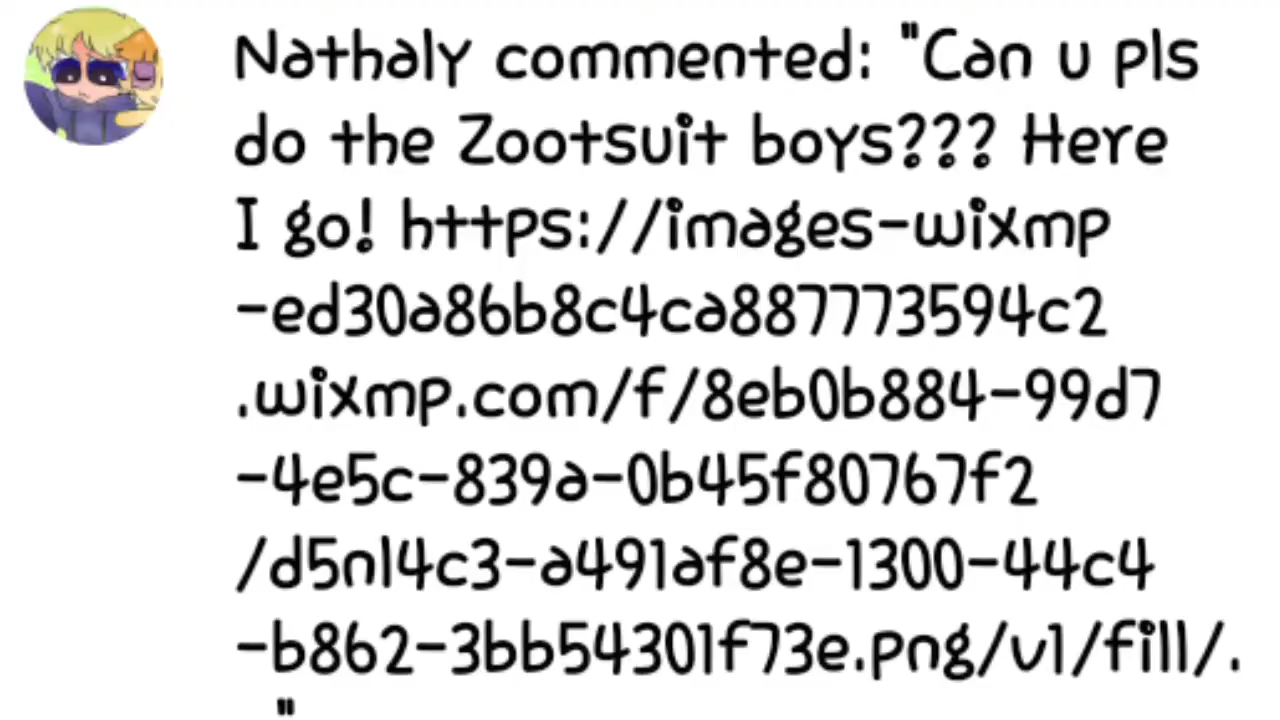 Nathaly commented: "Can u pls
do the Zootsuit boys??? Here
I go! https://images-wixmp
-ed30a86b8c4ca887773594c2
.wixmp.com/f/8eb0b884-99d7
-4e5c-839a-0b45f80767f2
/d5nl4c3-a491af8e-1300-44c4
-b862-3bb54301f73e.png/v1/fill/.
"